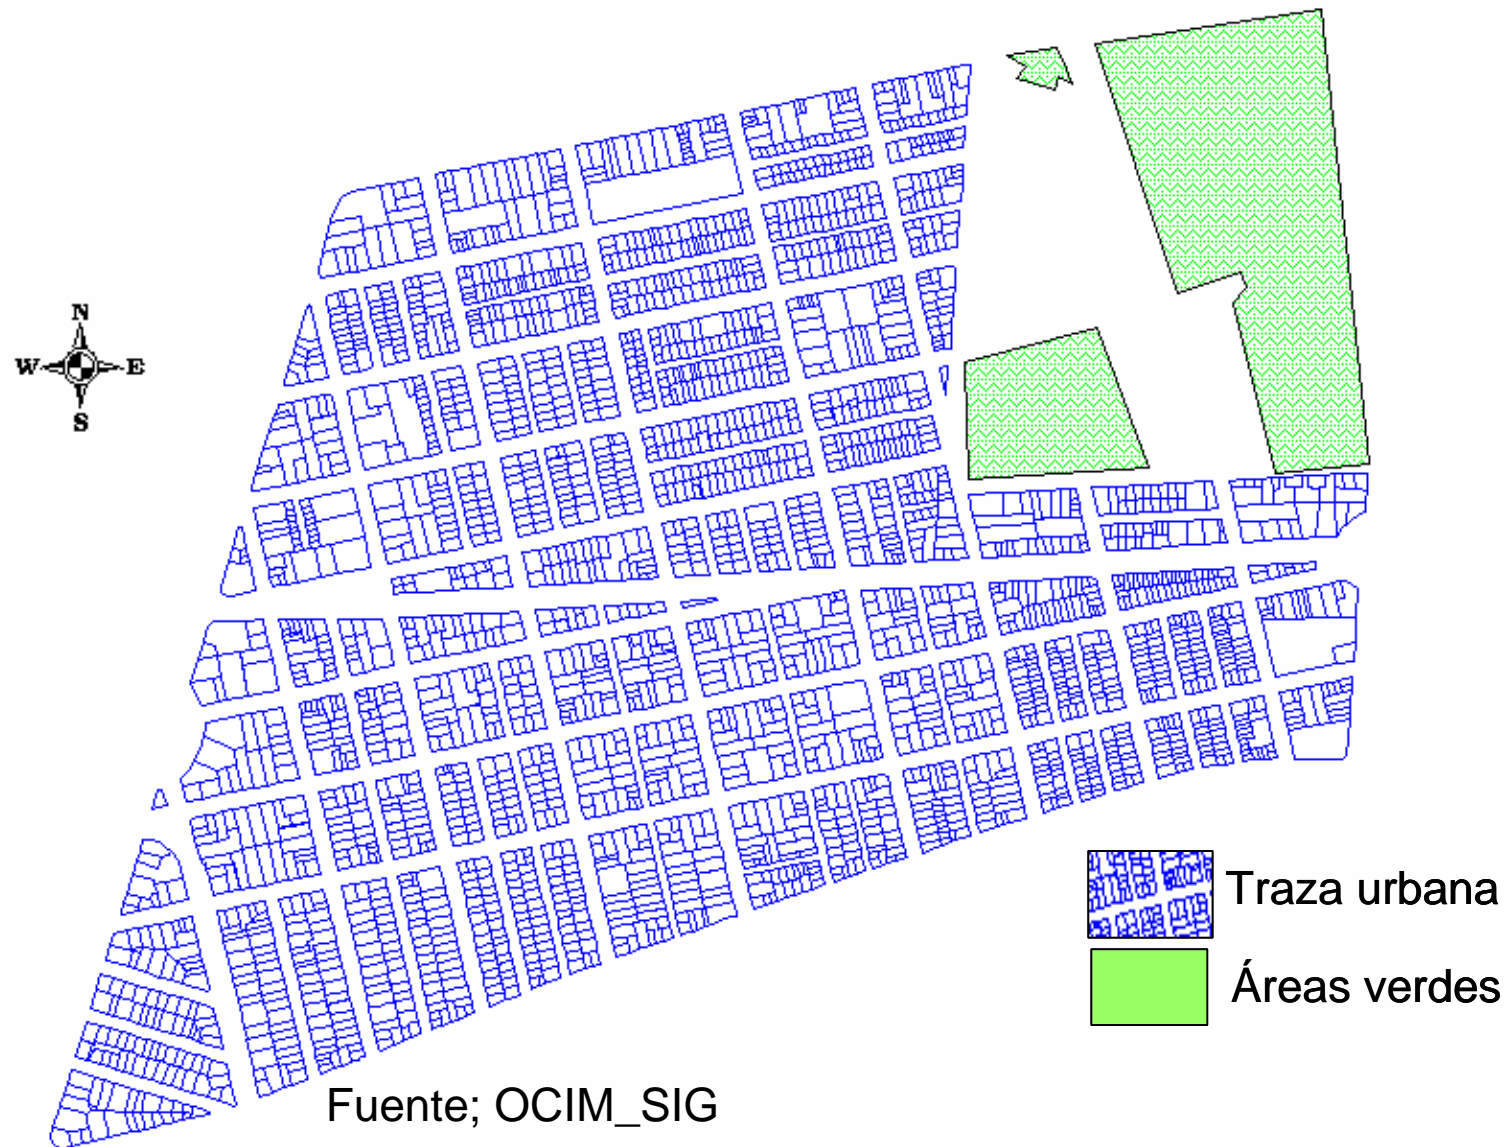 N
W E
S
Traza urbana
Áreas verdes
Fuente; OCIM_SIG